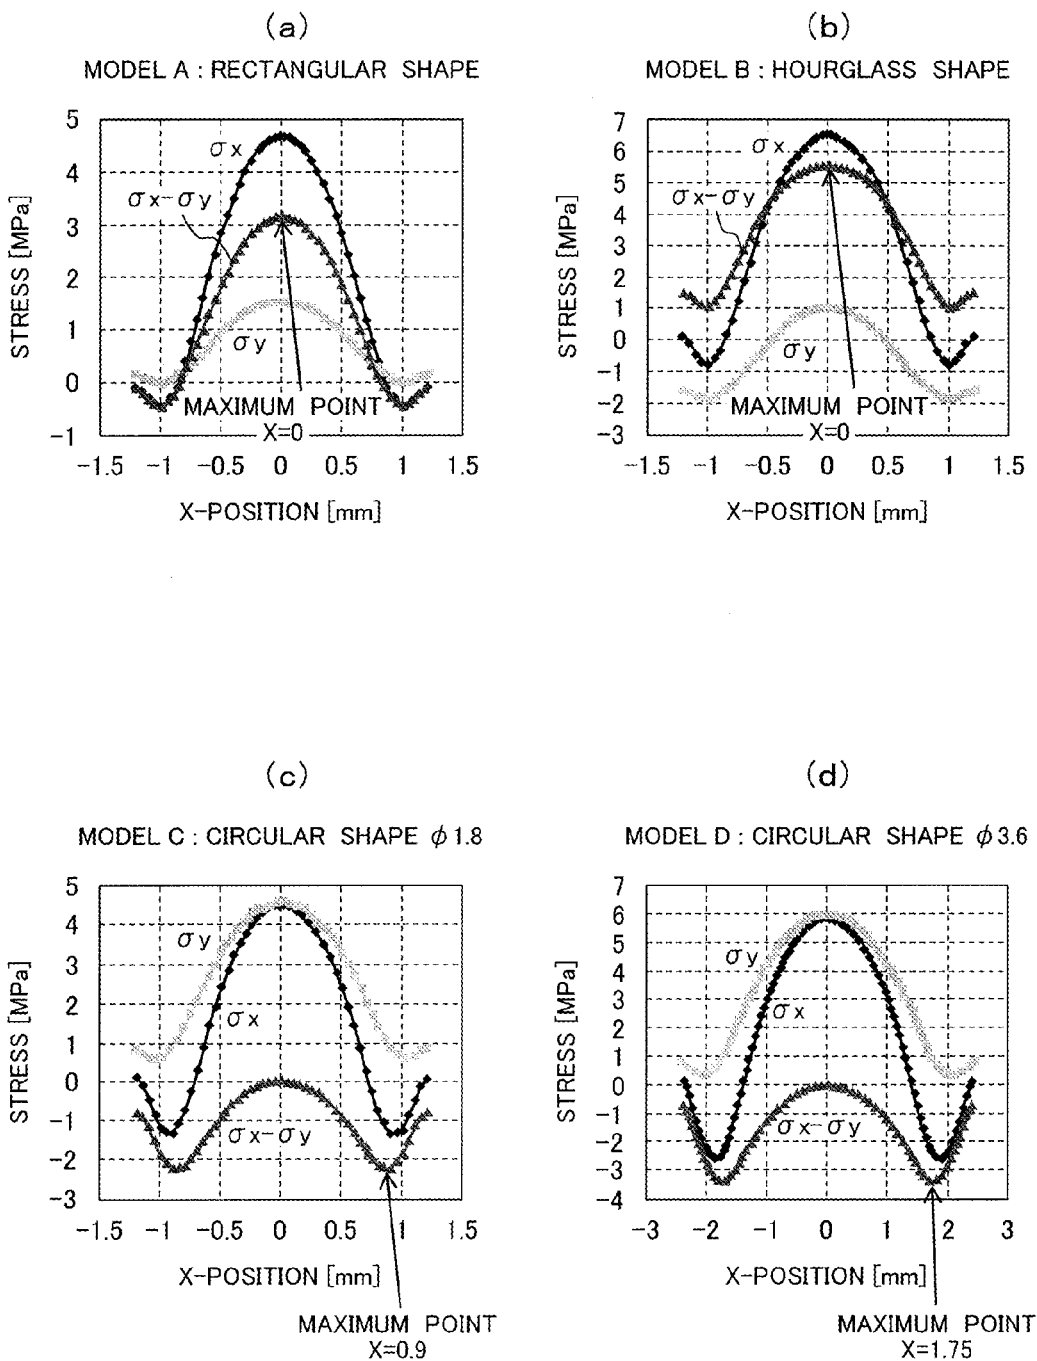 (a)
MODEL A : RECTANGULAR SHAPE
5
4
3
2
1
0
-1
STRESS [MPa]
σx
σx-σy
σy
MAXIMUM POINT
X=0
-1.5 -1 -0.5 0 0.5 1 1.5
X-POSITION [mm]
(b)
MODEL B : HOURGLASS SHAPE
7
6
5
4
3
2
1
0
-1
-2
-3
STRESS [MPa]
σx
σx-σy
σy
MAXIMUM POINT
X=0
-1.5 -1 -0.5 0 0.5 1 1.5
X-POSITION [mm]
(c)
MODEL C : CIRCULAR SHAPE φ1.8
5
4
3
2
1
0
-1
-2
-3
STRESS [MPa]
σy
σx
σx-σy
-1.5 -1 -0.5 0 0.5 1 1.5
X-POSITION [mm]
MAXIMUM POINT
X=0.9
(d)
MODEL D : CIRCULAR SHAPE φ3.6
7
6
5
4
3
2
1
0
-1
-2
-3
-4
STRESS [MPa]
σy
σx
σx-σy
-3 -2 -1 0 1 2 3
X-POSITION [mm]
MAXIMUM POINT
X=1.75